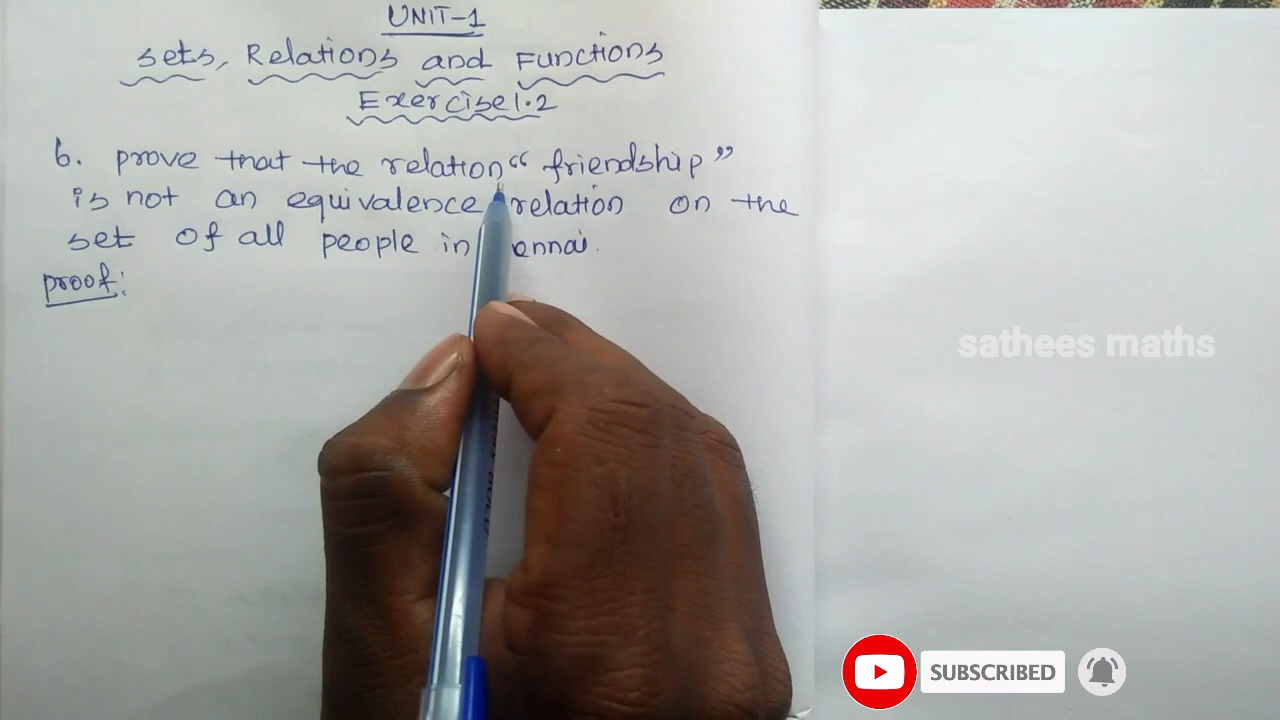 UNIT-1
sets, Relations and Functions
Exercise 1.2
6. prove that the relation “ friendship ”
is not an equivalence relation on the
set of all people in ennai.
proof:
sathees maths
SUBSCRIBED